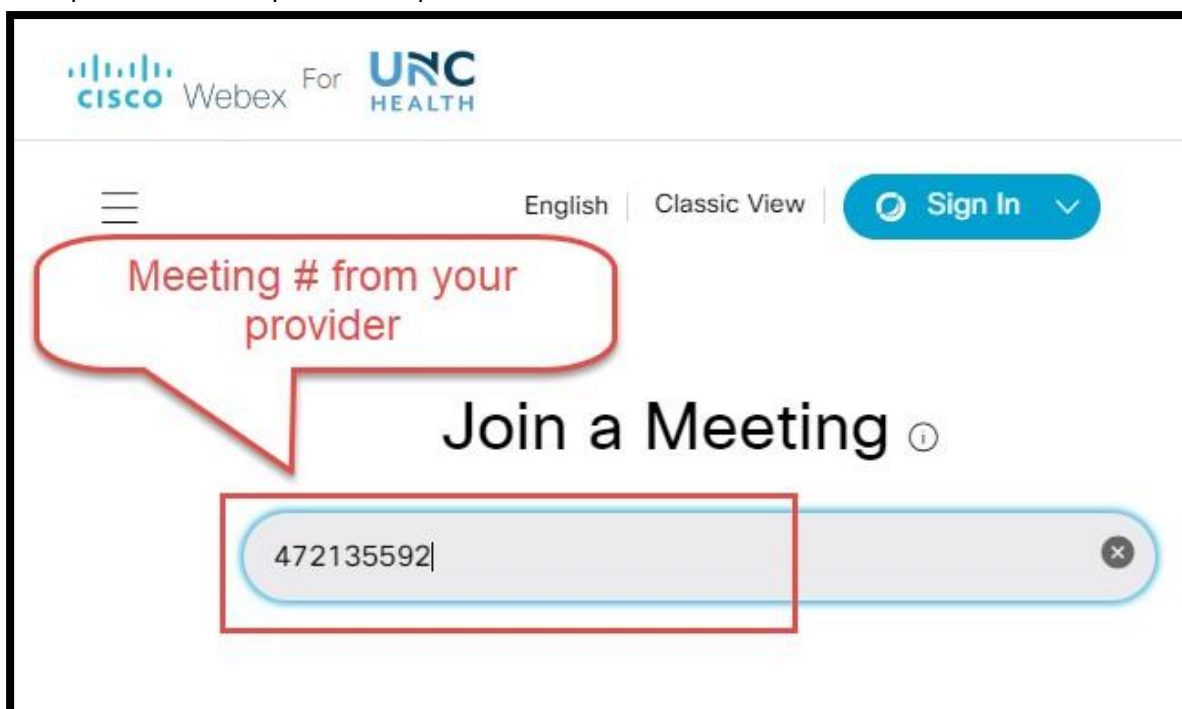 CISCO Webex For UNC HEALTH
English Classic View Sign In
Meeting # from your
provider
Join a Meeting
472135592